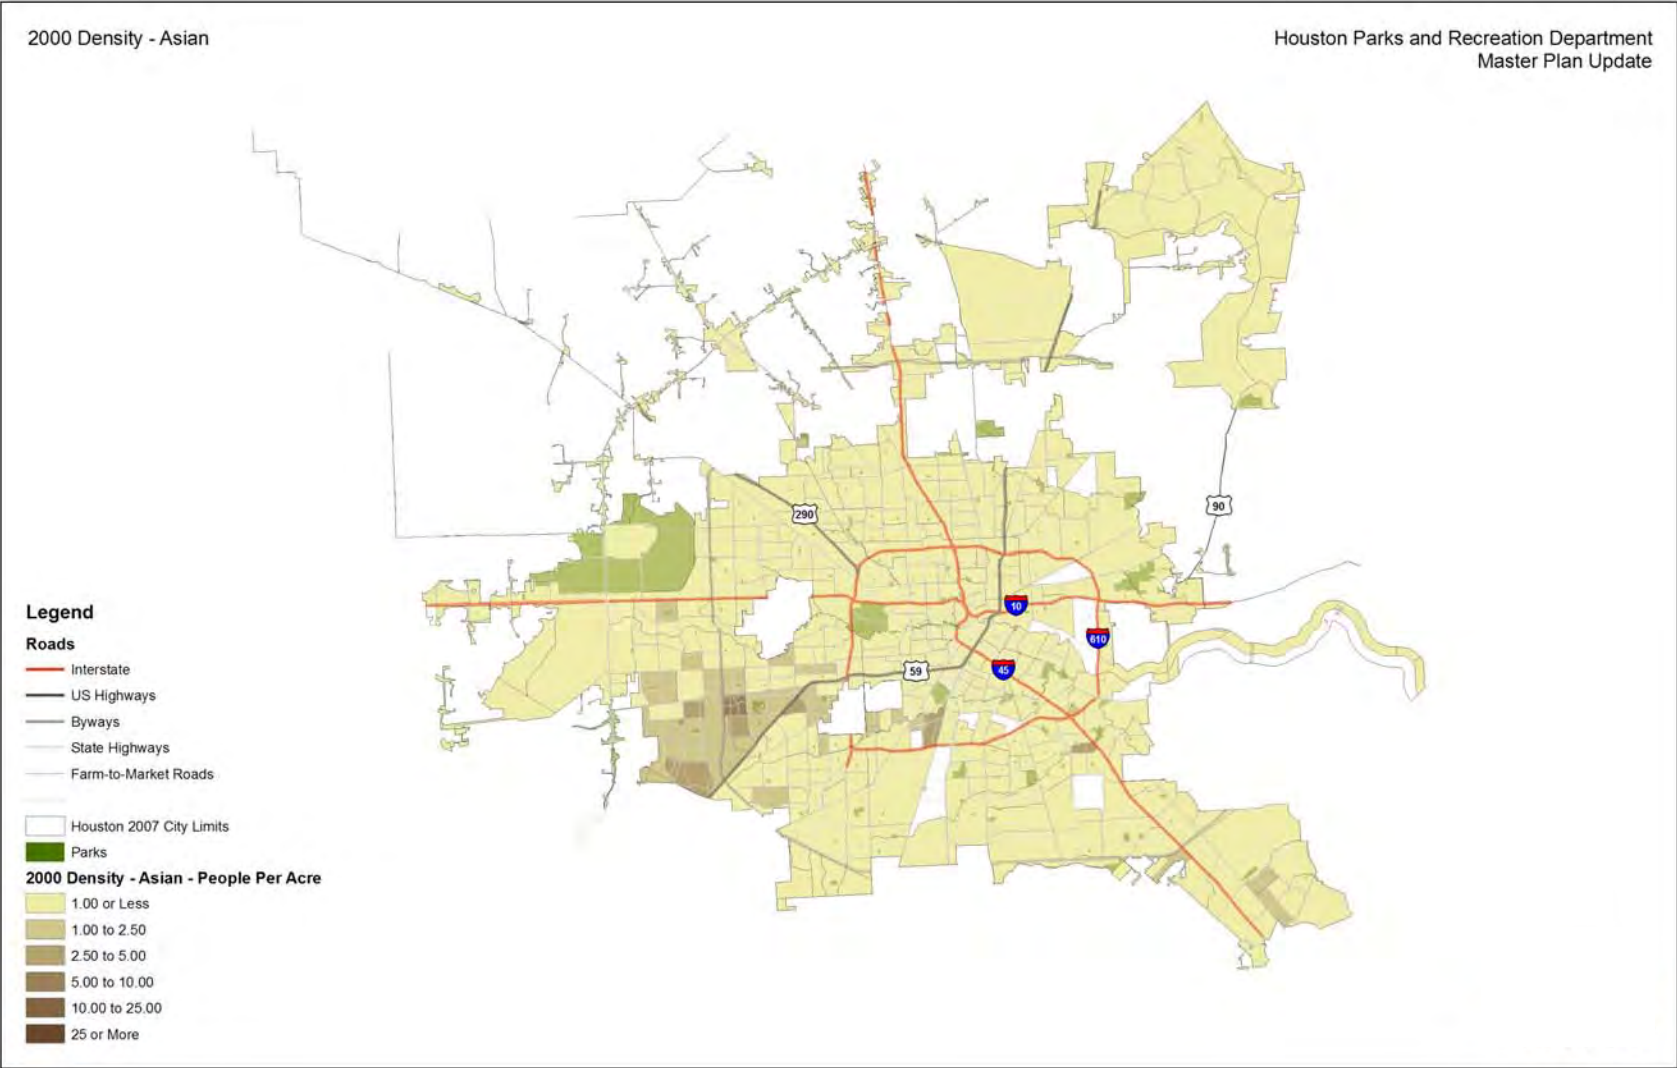 2000 Density - Asian
Houston Parks and Recreation Department
Master Plan Update
290
90
10
610
59
45
Legend
Roads
Interstate
US Highways
Byways
State Highways
Farm-to-Market Roads
Houston 2007 City Limits
Parks
2000 Density - Asian - People Per Acre
1.00 or Less
1.00 to 2.50
2.50 to 5.00
5.00 to 10.00
10.00 to 25.00
25 or More